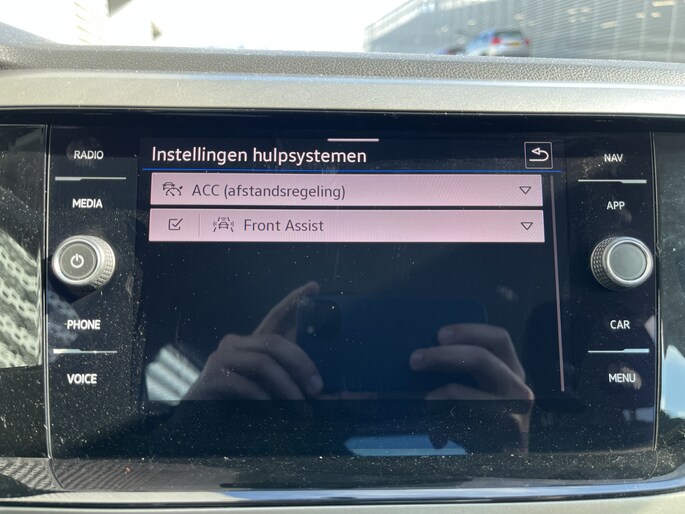 Instellingen hulpsystemen
ACC (afstandsregeling)
Front Assist
RADIO
MEDIA
PHONE
VOICE
NAV
APP
CAR
MENU